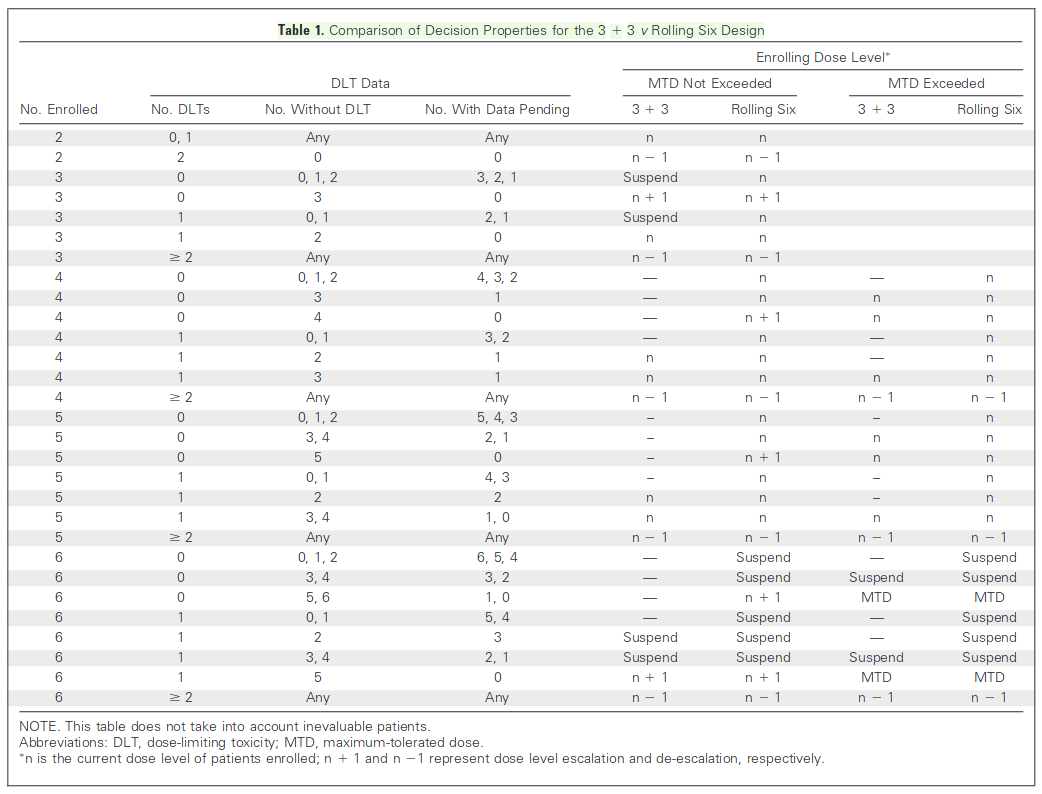 Table 1. Comparison of Decision Properties for the 3 + 3 v Rolling Six Design
Enrolling Dose Level*
DLT Data MTD Not Exceeded MTD Exceeded
No. Enrolled No. DLTs No. Without DLT No. With Data Pending 3 + 3 Rolling Six 3 + 3 Rolling Six
2 0, 1 Any Any n n
2 2 0 0 n − 1 n − 1
3 0 0, 1, 2 3, 2, 1 Suspend n
3 0 3 0 n + 1 n + 1
3 1 0, 1 2, 1 Suspend n
3 1 2 0 n n
3 ≥ 2 Any Any n − 1 n − 1
4 0 0, 1, 2 4, 3, 2 — n — n
4 0 3 1 — n n n
4 0 4 0 — n + 1 n n
4 1 0, 1 3, 2 — n — n
4 1 2 1 n n — n
4 1 3 1 n n n n
4 ≥ 2 Any Any n − 1 n − 1 n − 1 n − 1
5 0 0, 1, 2 5, 4, 3 – n – n
5 0 3, 4 2, 1 – n n n
5 0 5 0 – n + 1 n n
5 1 0, 1 4, 3 – n – n
5 1 2 2 n n – n
5 1 3, 4 1, 0 n n n n
5 ≥ 2 Any Any n − 1 n − 1 n − 1 n − 1
6 0 0, 1, 2 6, 5, 4 — Suspend — Suspend
6 0 3, 4 3, 2 — Suspend Suspend Suspend
6 0 5, 6 1, 0 — n + 1 MTD MTD
6 1 0, 1 5, 4 — Suspend — Suspend
6 1 2 3 Suspend Suspend — Suspend
6 1 3, 4 2, 1 Suspend Suspend Suspend Suspend
6 1 5 0 n + 1 n + 1 MTD MTD
6 ≥ 2 Any Any n − 1 n − 1 n − 1 n − 1
NOTE. This table does not take into account inevaluable patients.
Abbreviations: DLT, dose-limiting toxicity; MTD, maximum-tolerated dose.
*n is the current dose level of patients enrolled; n + 1 and n −1 represent dose level escalation and de-escalation, respectively.